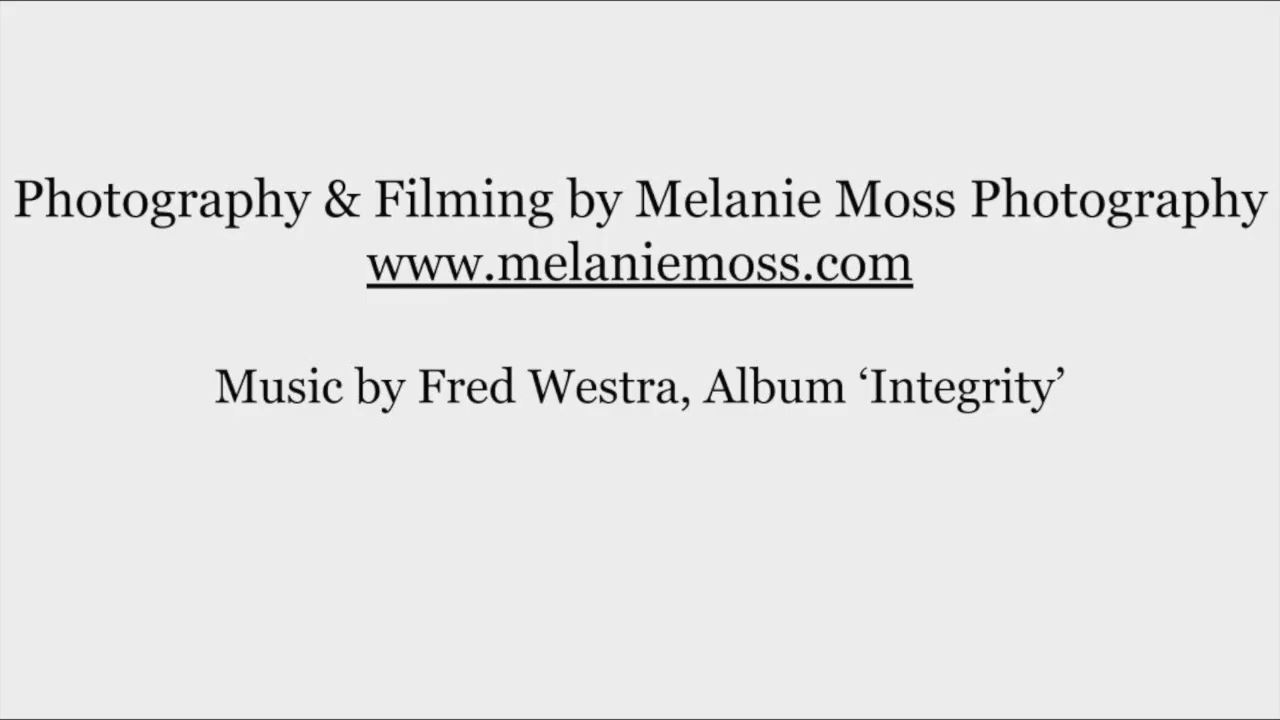 Photography & Filming by Melanie Moss Photography
www.melaniemoss.com
Music by Fred Westra, Album ‘Integrity’